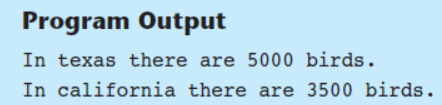 Program Output
In texas there are 5000 birds.
In california there are 3500 birds.